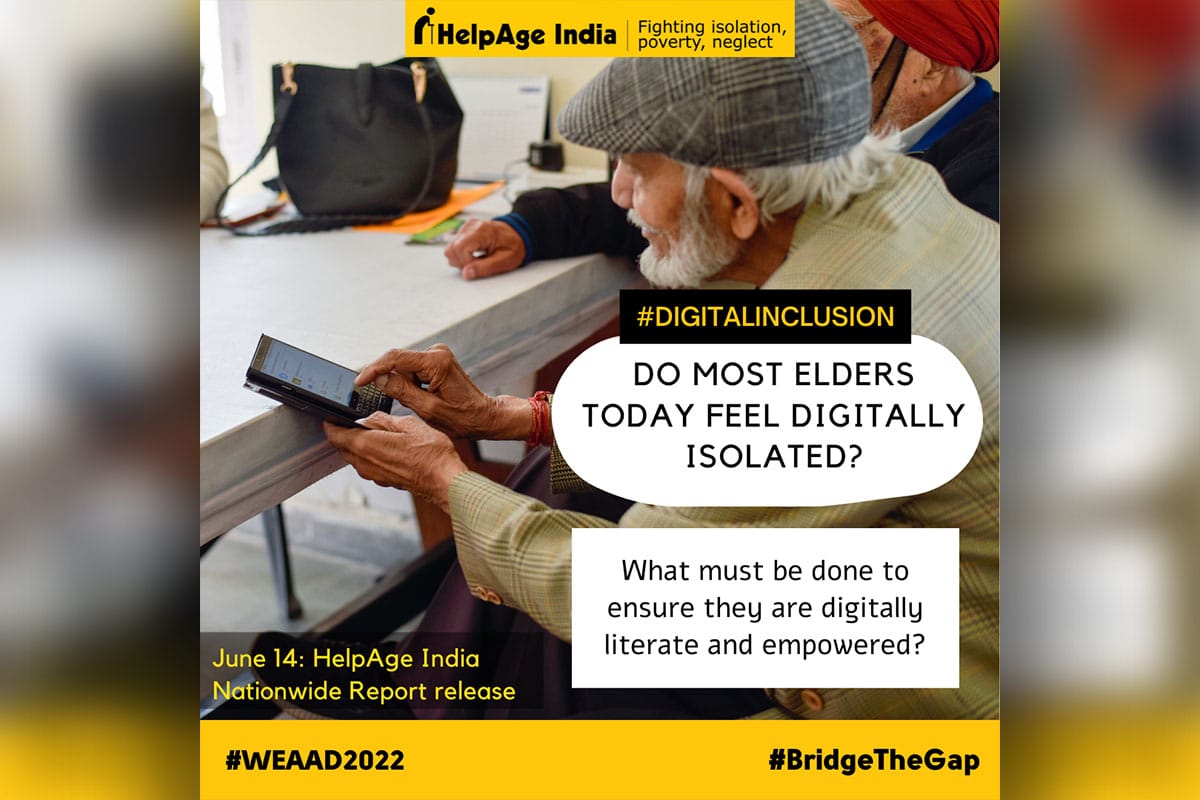 HelpAge India
Fighting isolation,
poverty, neglect
#DIGITALINCLUSION
DO MOST ELDERS
TODAY FEEL DIGITALLY
ISOLATED?
What must be done to
ensure they are digitally
literate and empowered?
June 14: HelpAge India
Nationwide Report release
#WEAAD2022
#BridgeTheGap